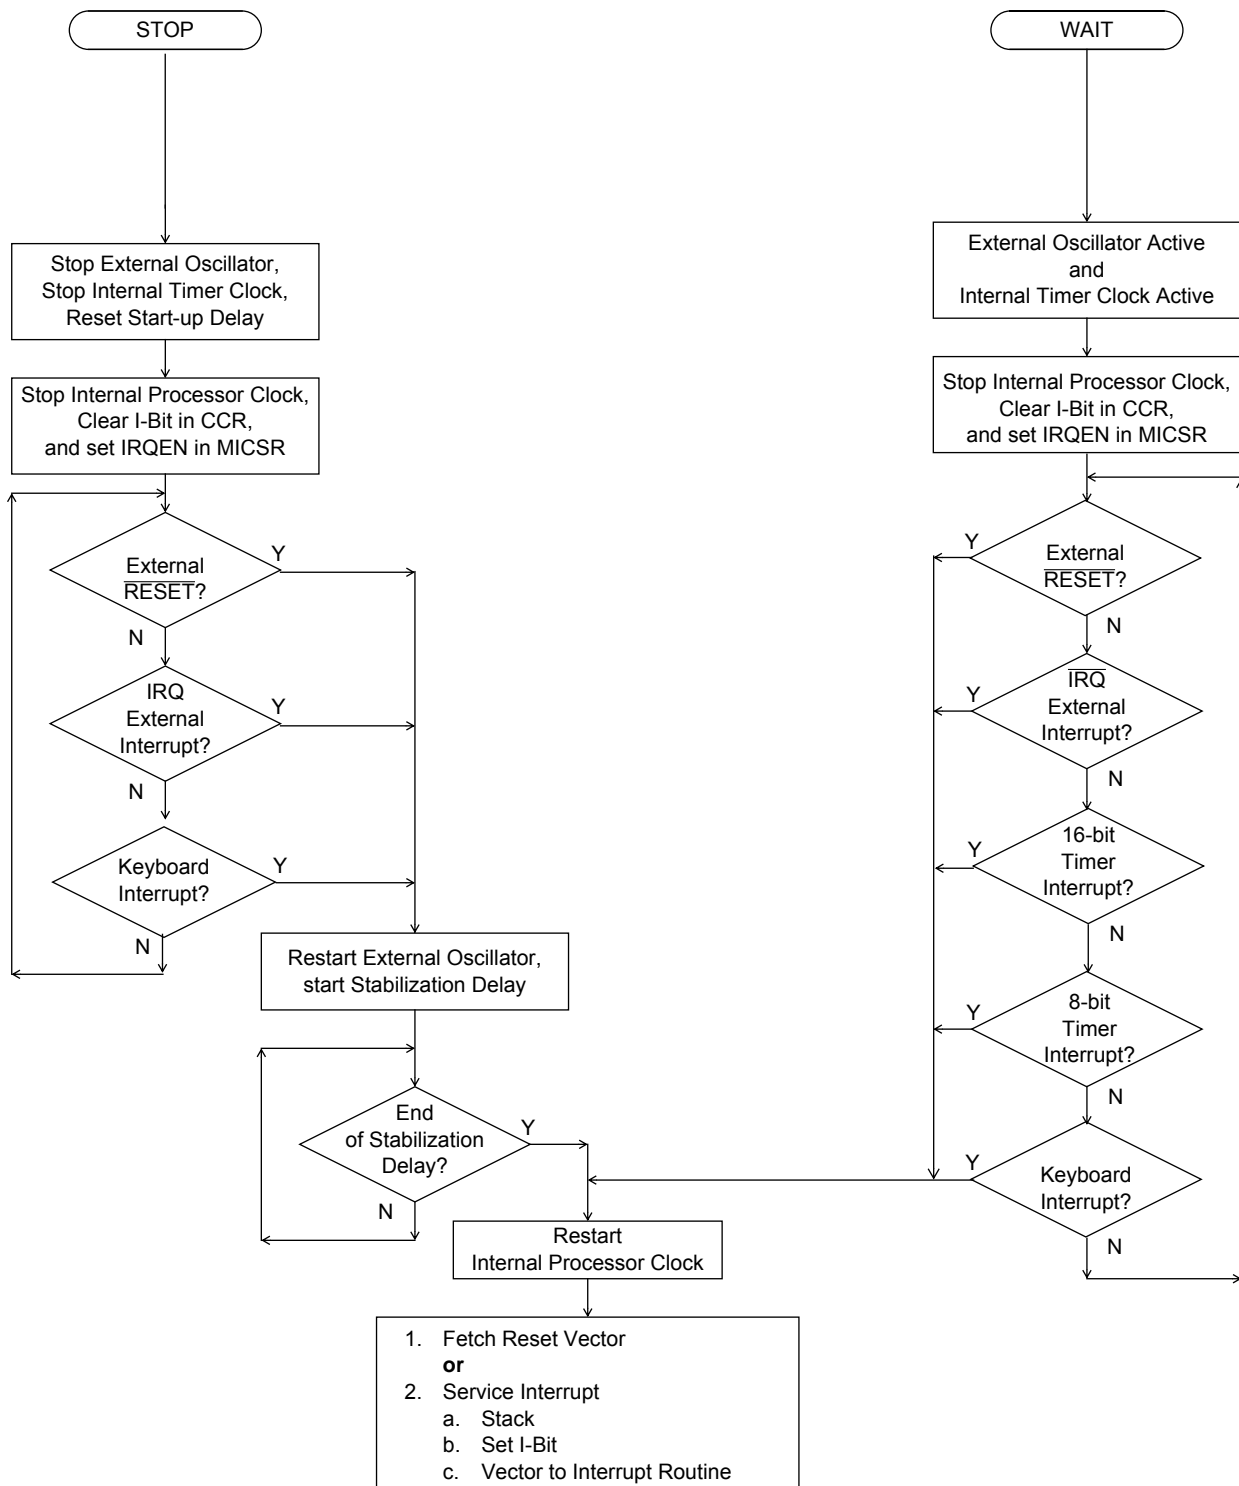 STOP
Stop External Oscillator,
Stop Internal Timer Clock,
Reset Start-up Delay
Stop Internal Processor Clock,
Clear I-Bit in CCR,
and set IRQEN in MICSR
External
RESET?
Y
N
IRQ
External
Interrupt?
Y
N
Keyboard
Interrupt?
Y
N
Restart External Oscillator,
start Stabilization Delay
End
of Stabilization
Delay?
Y
N
WAIT
External Oscillator Active
and
Internal Timer Clock Active
Stop Internal Processor Clock,
Clear I-Bit in CCR,
and set IRQEN in MICSR
Y
External
RESET?
N
Y
IRQ
External
Interrupt?
N
Y
16-bit
Timer
Interrupt?
N
Y
8-bit
Timer
Interrupt?
N
Y
Keyboard
Interrupt?
N
Restart
Internal Processor Clock
1. Fetch Reset Vector
or
2. Service Interrupt
a. Stack
b. Set I-Bit
c. Vector to Interrupt Routine